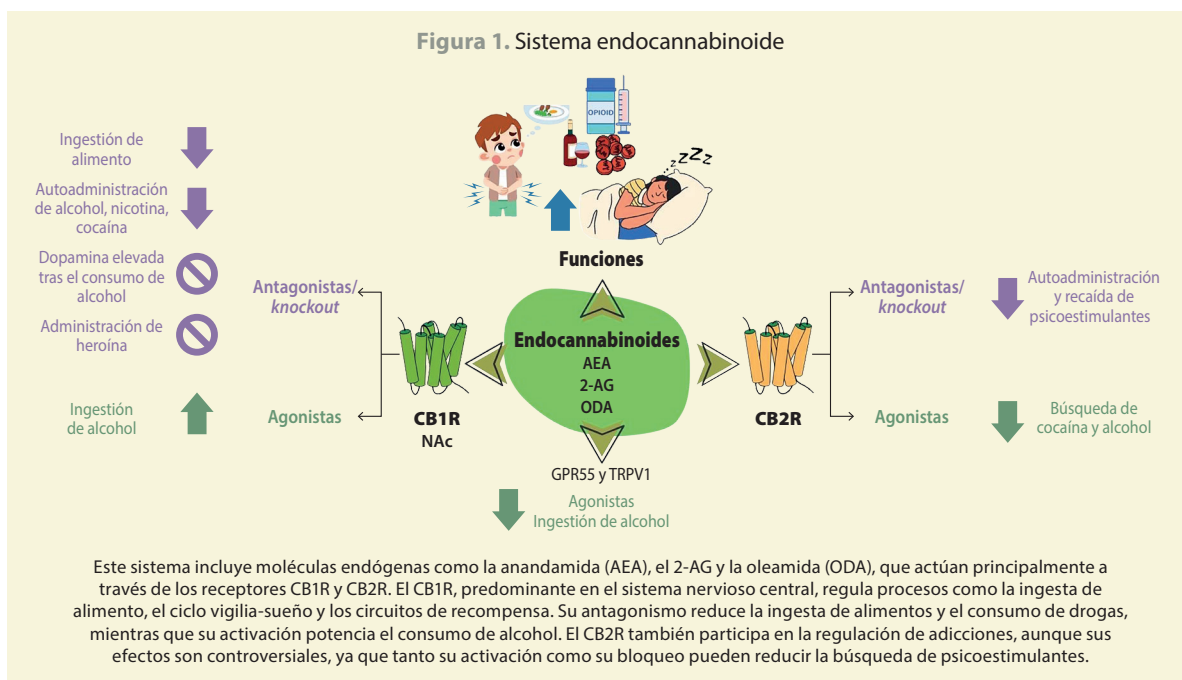 Figura 1. Sistema endocannabinoide
OPIOID
zzZZZ
Funciones
Ingestión de
alimento
Autoadministración
de alcohol, nicotina,
cocaína
Dopamina elevada
tras el consumo de
alcohol
Administración de
heroína
Antagonistas/
knockout
Ingestión
de alcohol
Agonistas
CB1R
NAc
Endocannabinoides
AEA
2-AG
ODA
CB2R
Antagonistas/
knockout
Autoadministración
y recaída de
psicoestimulantes
Agonistas
Búsqueda de
cocaína y alcohol
GPR55 y TRPV1
Agonistas
Ingestión de alcohol
Este sistema incluye moléculas endógenas como la anandamida (AEA), el 2-AG y la oleamida (ODA), que actúan principalmente a
través de los receptores CB1R y CB2R. El CB1R, predominante en el sistema nervioso central, regula procesos como la ingesta de
alimento, el ciclo vigilia-sueño y los circuitos de recompensa. Su antagonismo reduce la ingesta de alimentos y el consumo de drogas,
mientras que su activación potencia el consumo de alcohol. El CB2R también participa en la regulación de adicciones, aunque sus
efectos son controversiales, ya que tanto su activación como su bloqueo pueden reducir la búsqueda de psicoestimulantes.